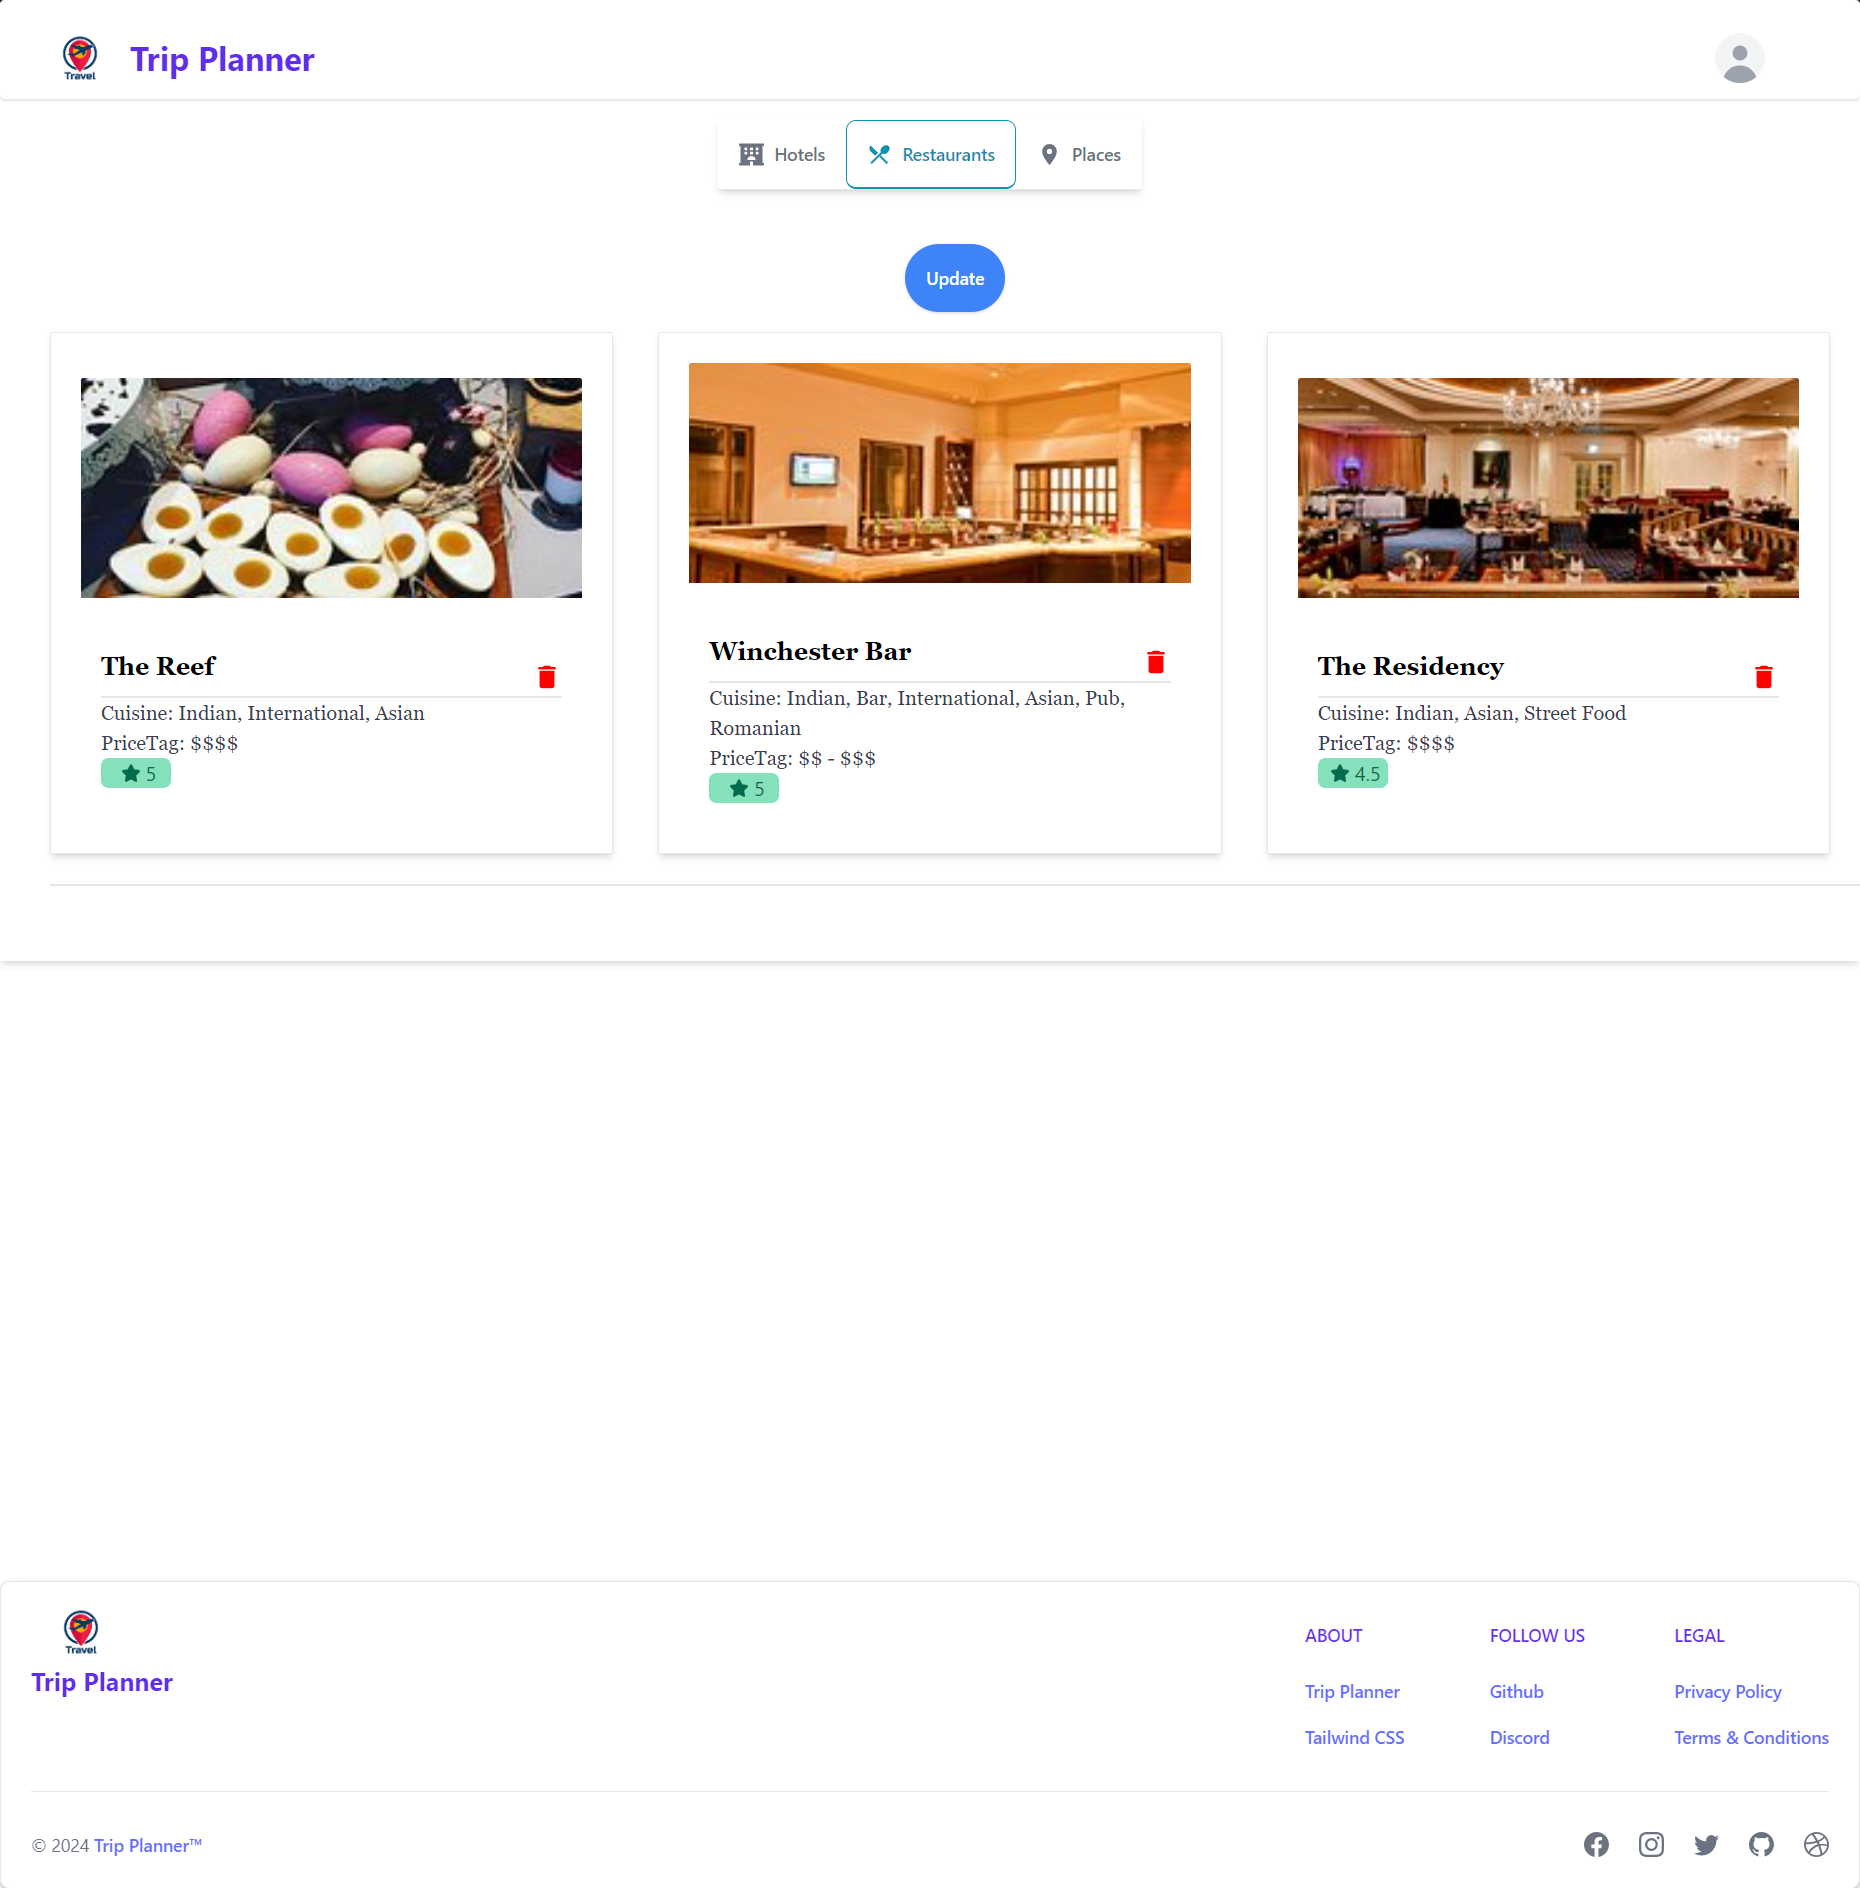 Travel
Trip Planner
Hotels
Restaurants
Places
Update
The Reef
Cuisine: Indian, International, Asian
PriceTag: $$$$
5
Winchester Bar
Cuisine: Indian, Bar, International, Asian, Pub,
Romanian
PriceTag: $$ - $$$
5
The Residency
Cuisine: Indian, Asian, Street Food
PriceTag: $$$$
4.5
Travel
Trip Planner
ABOUT
Trip Planner
Tailwind CSS
FOLLOW US
Github
Discord
LEGAL
Privacy Policy
Terms & Conditions
© 2024 Trip Planner™